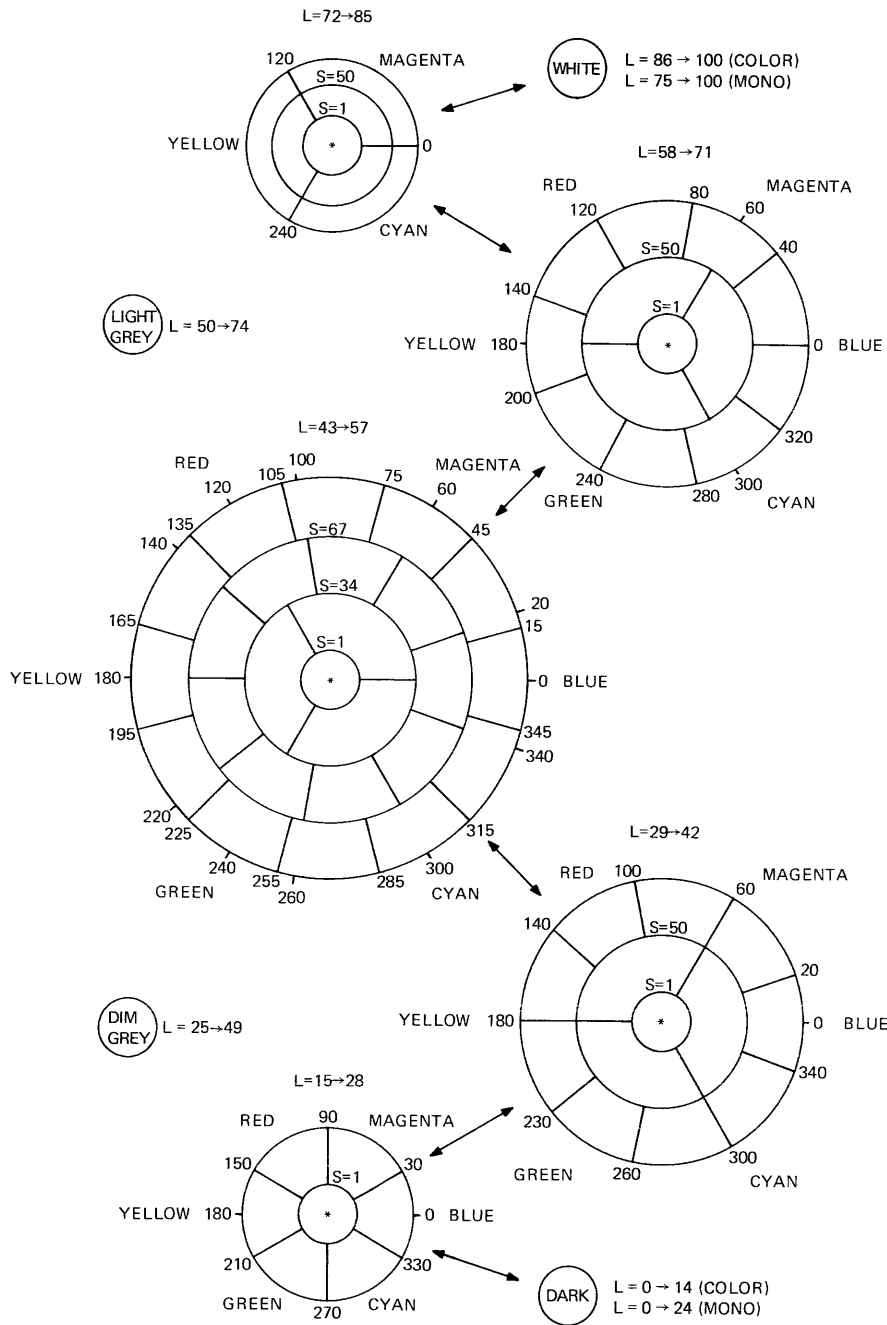 L=72→85
120
MAGENTA
S=50
S=1
YELLOW
*
0
240
CYAN
WHITE
L = 86 → 100 (COLOR)
L = 75 → 100 (MONO)
L=58→71
RED
80
MAGENTA
120
60
40
S=50
140
S=1
YELLOW 180
*
0 BLUE
200
320
240
GREEN
280
300
CYAN
LIGHT
GREY
L = 50→74
L=43→57
RED
105
100
75
MAGENTA
120
60
135
S=67
45
140
S=34
20
165
S=1
15
YELLOW 180
*
0 BLUE
195
345
340
220
225
315
240
300
GREEN
255
260
285
CYAN
L=29→42
RED
100
60
MAGENTA
140
S=50
S=1
20
YELLOW 180
*
0 BLUE
340
230
GREEN
260
300
CYAN
DIM
GREY
L = 25→49
L=15→28
RED
90
MAGENTA
150
S=1
30
YELLOW 180
*
0 BLUE
210
330
GREEN
270
CYAN
DARK
L = 0 → 14 (COLOR)
L = 0 → 24 (MONO)